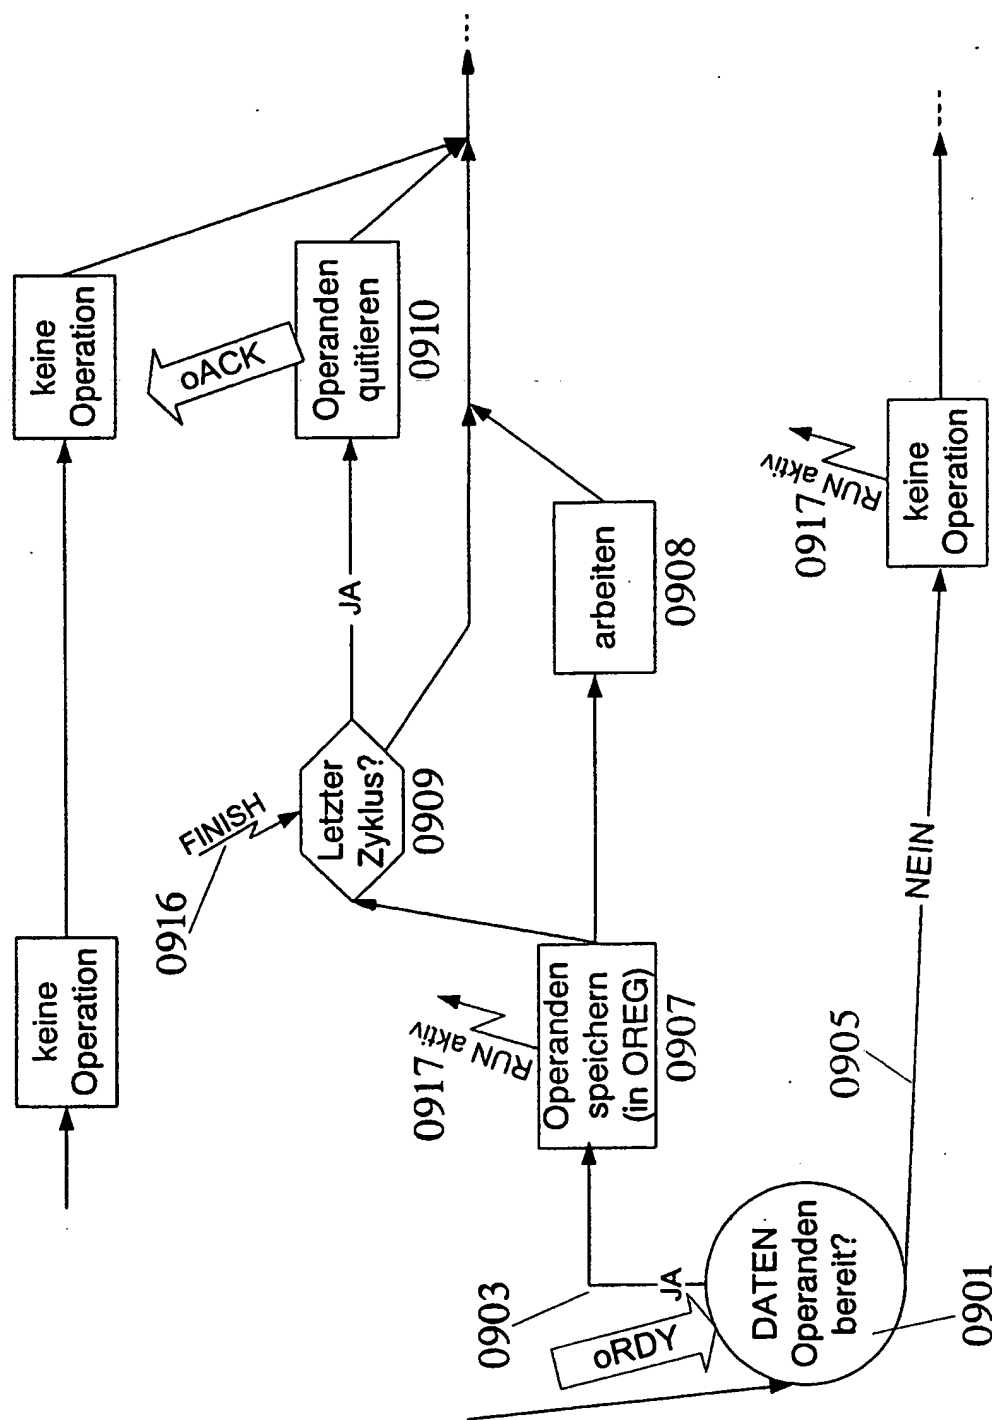 keine
Operation
keine
Operation
0916
FINISH
oACK
Letzter
Zyklus?
0909
JA
Operanden
quitieren
0910
0917
RUN aktiv
Operanden
speichern
(in OREG)
0907
arbeiten
0908
0903
oRDY
JA
DATEN
Operanden
bereit?
0901
0905
NEIN
0917
RUN aktiv
keine
Operation